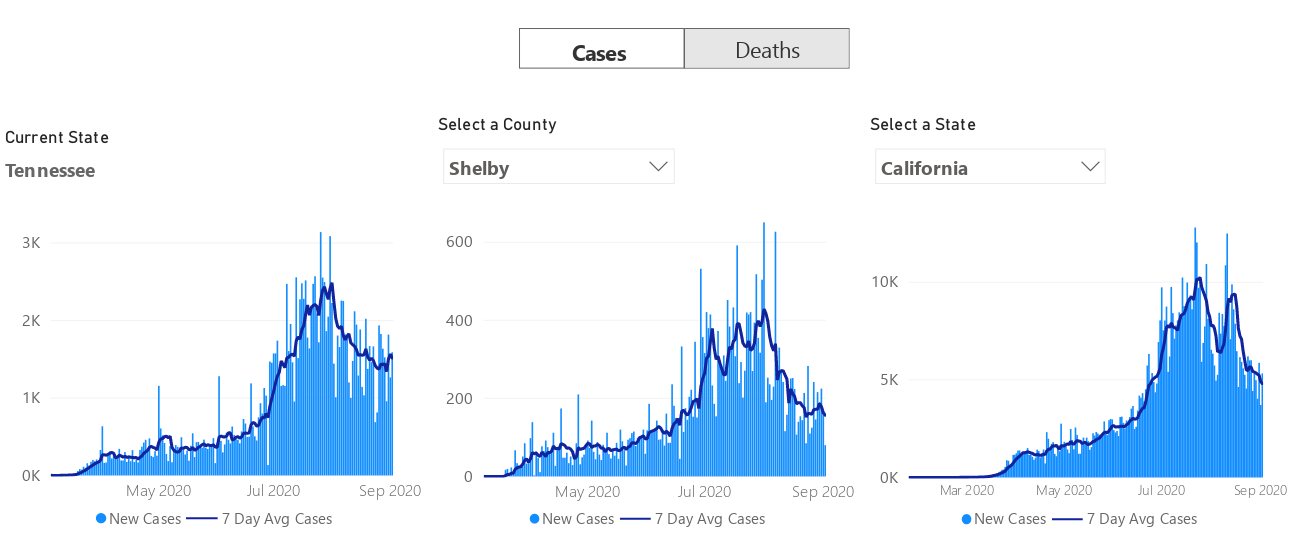 Cases Deaths
Current State
Tennessee
3K
2K
1K
0K
May 2020 Jul 2020 Sep 2020
New Cases 7 Day Avg Cases
Select a County
Shelby
600
400
200
0
May 2020 Jul 2020 Sep 2020
New Cases 7 Day Avg Cases
Select a State
California
10K
5K
0K
Mar 2020 May 2020 Jul 2020 Sep 2020
New Cases 7 Day Avg Cases